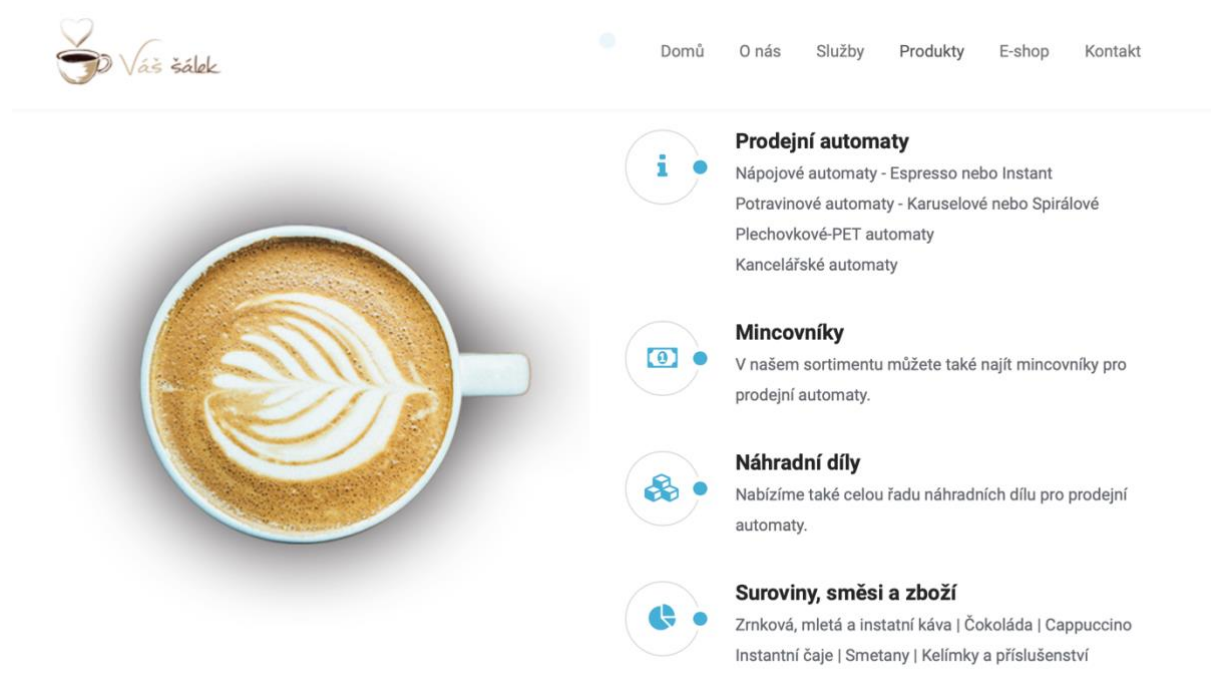 Váš šálek
Domů O nás Služby Produkty E-shop Kontakt
Prodejní automaty
Nápojové automaty - Espresso nebo Instant
Potravinové automaty - Karuselové nebo Spirálové
Plechovkové-PET automaty
Kancelářské automaty
Mincovníky
V našem sortimentu můžete také najít mincovníky pro
prodejní automaty.
Náhradní díly
Nabízíme také celou řadu náhradních dílu pro prodejní
automaty.
Suroviny, směsi a zboží
Zrnková, mletá a instatní káva | Čokoláda | Cappuccino
Instantní čaje | Smetany | Kelímky a příslušenství